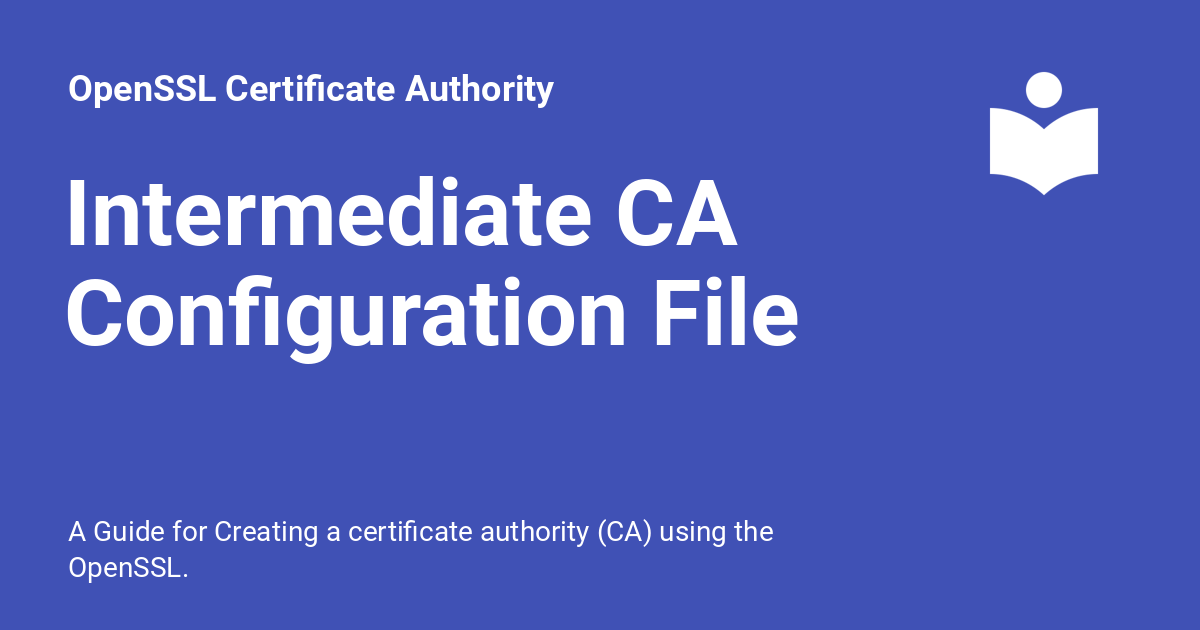 OpenSSL Certificate Authority
Intermediate CA
Configuration File
A Guide for Creating a certificate authority (CA) using the
OpenSSL.